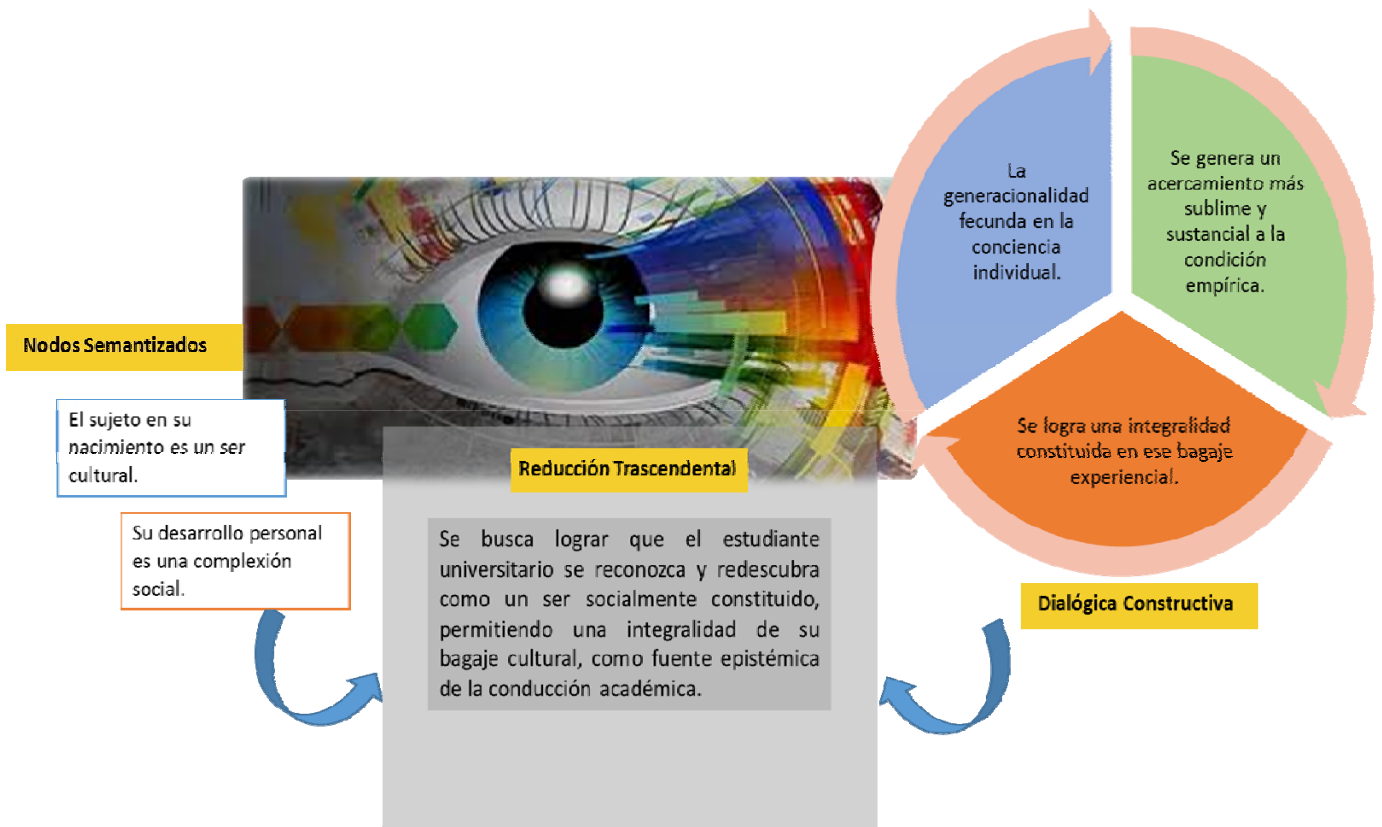 Nodos Semantizados
El sujeto en su
nacimiento es un ser
cultural.
Su desarrollo personal
es una complexión
social.
Reducción Trascendental
Se busca lograr que el estudiante
universitario se reconozca y redescubra
como un ser socialmente constituido,
permitiendo una integralidad de su
bagaje cultural, como fuente epistémica
de la conducción académica.
La
generacionalidad
fecunda en la
conciencia
individual.
Se genera un
acercamiento más
sublime y
sustancial a la
condición
empírica.
Se logra una integralidad
constituida en ese bagaje
experiencial.
Dialógica Constructiva